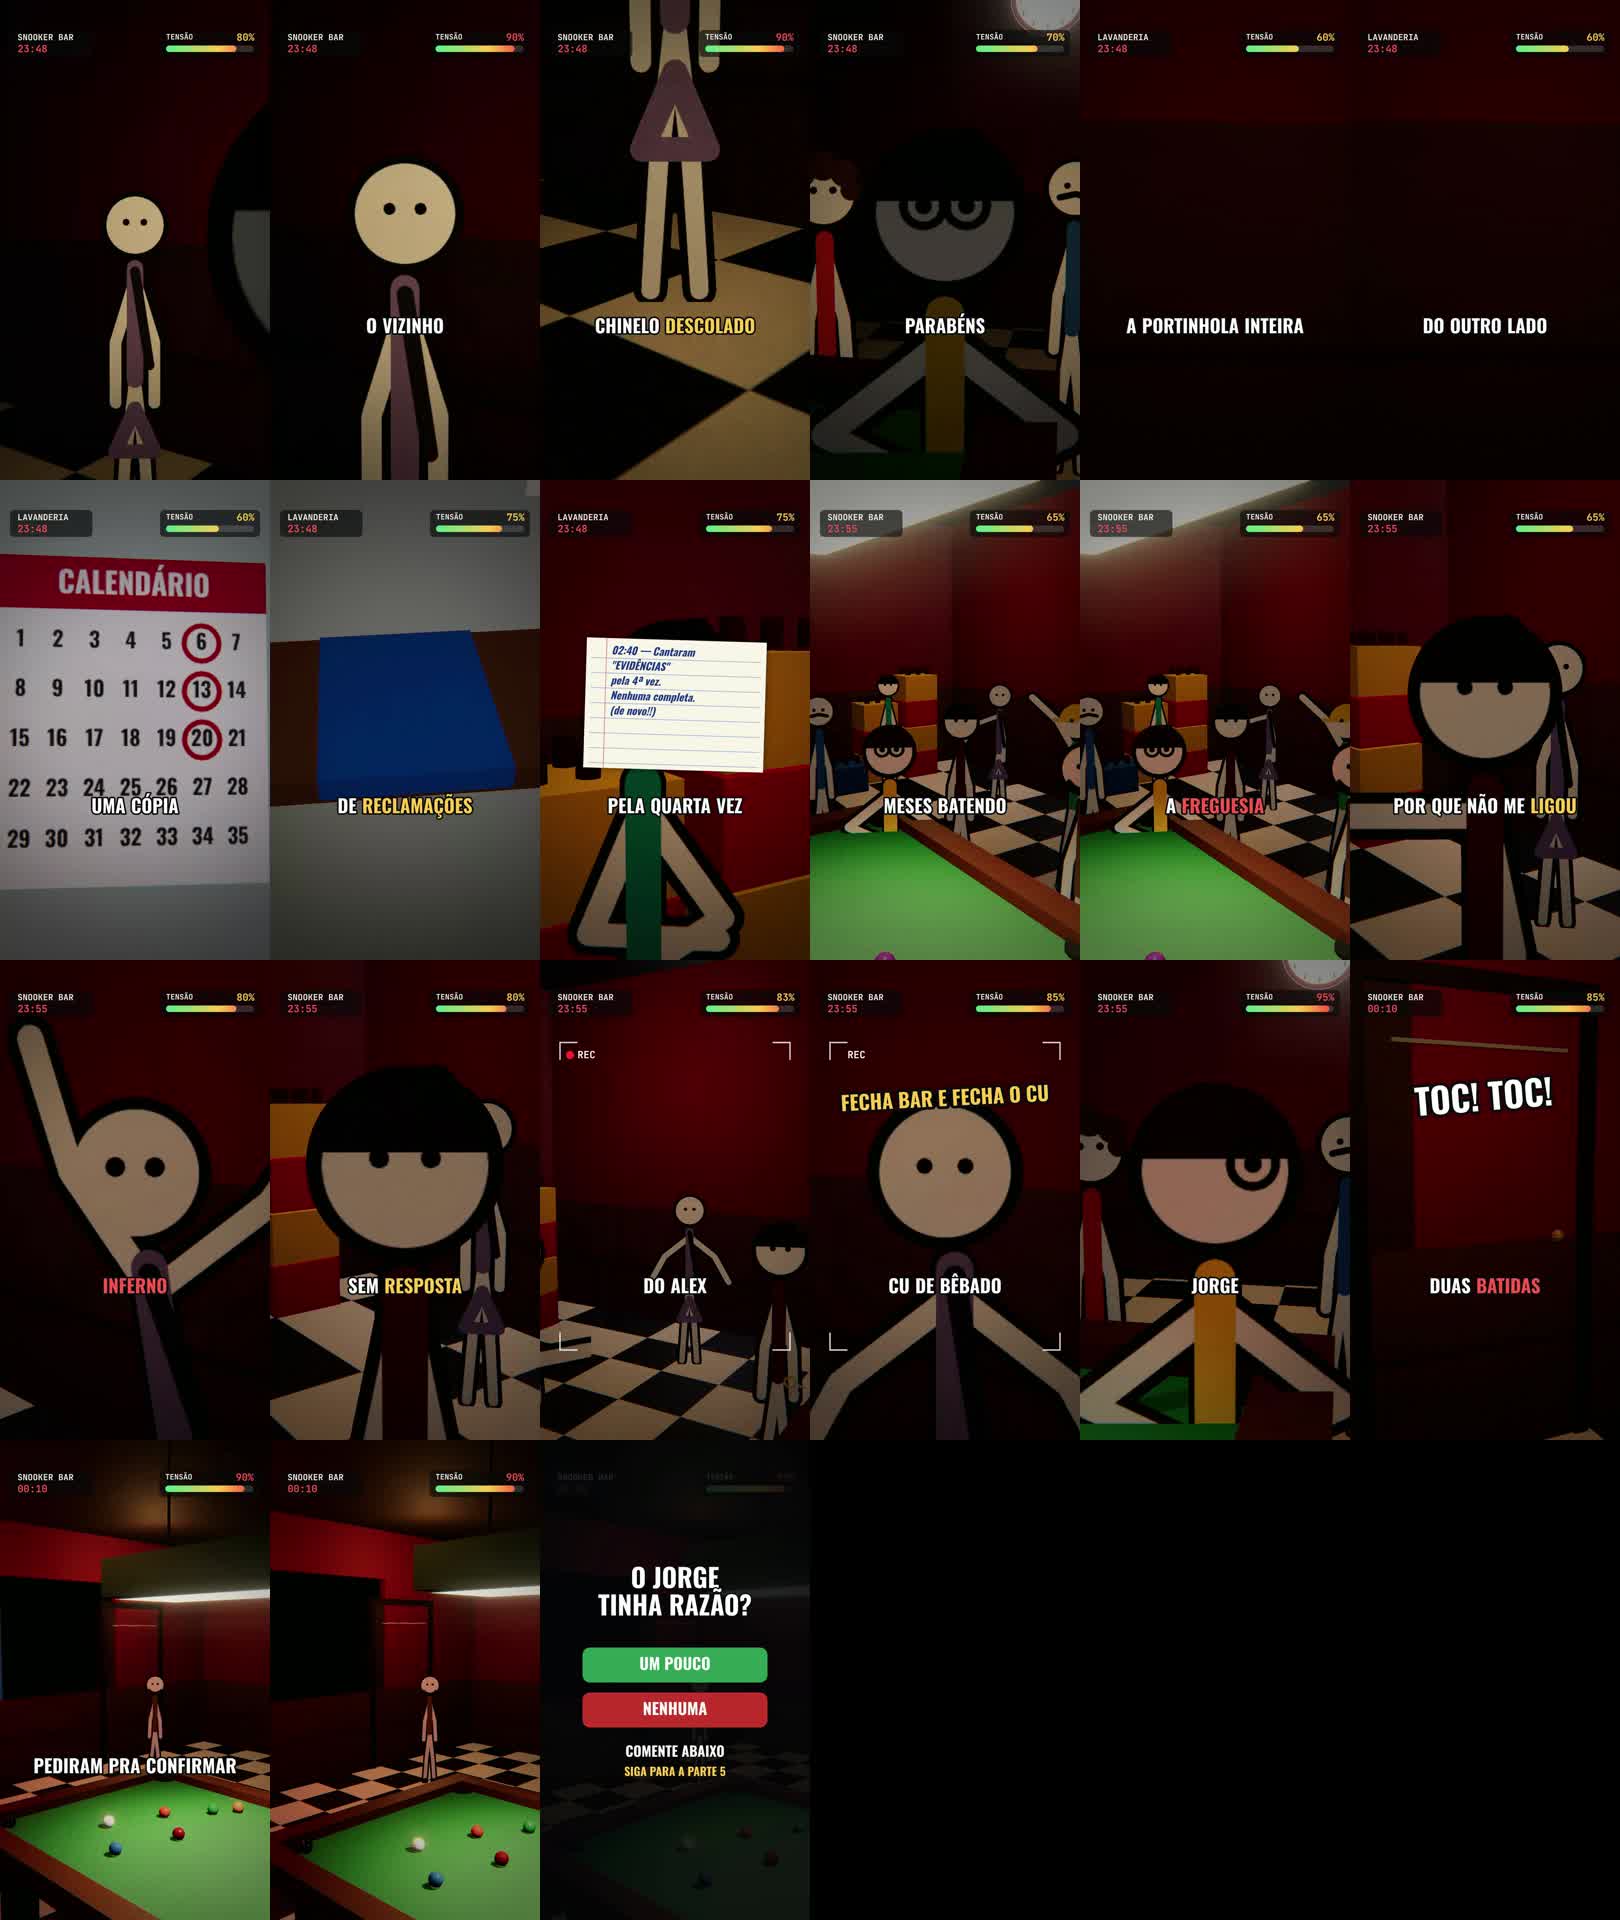 SNOOKER BAR
23:48
TENSÃO
80%
SNOOKER BAR
23:48
TENSÃO
90%
O VIZINHO
SNOOKER BAR
23:48
TENSÃO
90%
CHINELO DESCOLADO
SNOOKER BAR
23:48
TENSÃO
70%
PARABÉNS
LAVANDERIA
23:48
TENSÃO
60%
A PORTINHOLA INTEIRA
LAVANDERIA
23:48
TENSÃO
60%
DO OUTRO LADO
LAVANDERIA
23:48
TENSÃO
60%
CALENDÁRIO
1 2 3 4 5 6 7
8 9 10 11 12 13 14
15 16 17 18 19 20 21
22 23 24 25 26 27 28
UMA CÓPIA
29 30 31 32 33 34 35
LAVANDERIA
23:48
TENSÃO
75%
DE RECLAMAÇÕES
LAVANDERIA
23:48
TENSÃO
75%
02:40 — Cantaram
"EVIDÊNCIAS"
pela 4ª vez.
Nenhuma completa.
(de novo!!)
PELA QUARTA VEZ
SNOOKER BAR
23:55
TENSÃO
65%
MESES BATENDO
SNOOKER BAR
23:55
TENSÃO
65%
A FREGUESIA
SNOOKER BAR
23:55
TENSÃO
65%
POR QUE NÃO ME LIGOU
SNOOKER BAR
23:55
TENSÃO
80%
INFERNO
SNOOKER BAR
23:55
TENSÃO
80%
SEM RESPOSTA
SNOOKER BAR
23:55
TENSÃO
83%
REC
DO ALEX
SNOOKER BAR
23:55
TENSÃO
85%
REC
FECHA BAR E FECHA O CU
CU DE BÊBADO
SNOOKER BAR
23:55
TENSÃO
95%
JORGE
SNOOKER BAR
00:10
TENSÃO
85%
TOC! TOC!
DUAS BATIDAS
SNOOKER BAR
00:10
TENSÃO
90%
PEDIRAM PRA CONFIRMAR
SNOOKER BAR
00:10
TENSÃO
90%
SNOOKER BAR
TENSÃO
O JORGE
TINHA RAZÃO?
UM POUCO
NENHUMA
COMENTE ABAIXO
SIGA PARA A PARTE 5